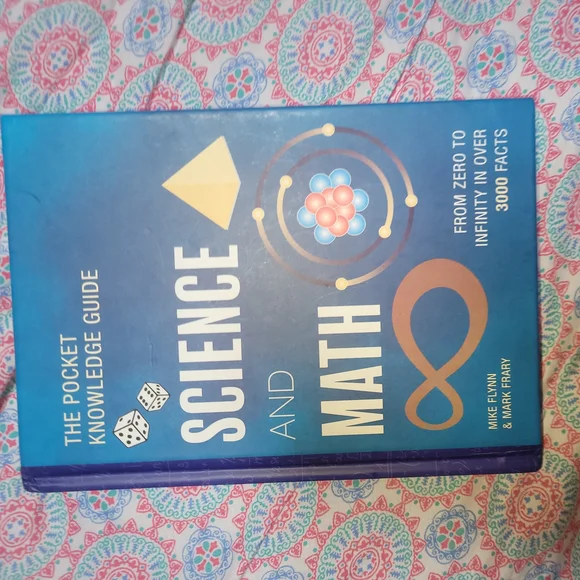 THE POCKET
KNOWLEDGE GUIDE
SCIENCE
AND
MATH
FROM ZERO TO
INFINITY IN OVER
3000 FACTS
MIKE FLYNN
& MARK FRARY